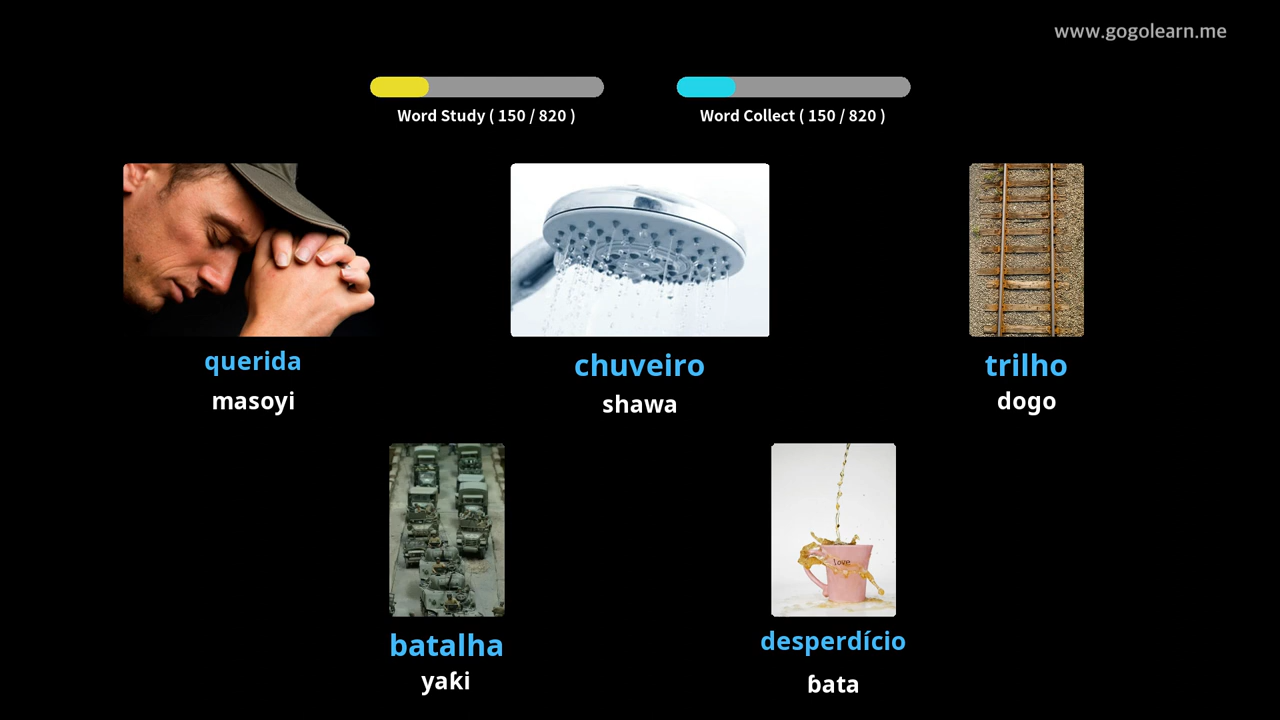 www.gogolearn.me
Word Study ( 150 / 820 )
Word Collect ( 150 / 820 )
querida
masoyi
chuveiro
shawa
trilho
dogo
love
batalha
yaƙi
desperdício
ɓata